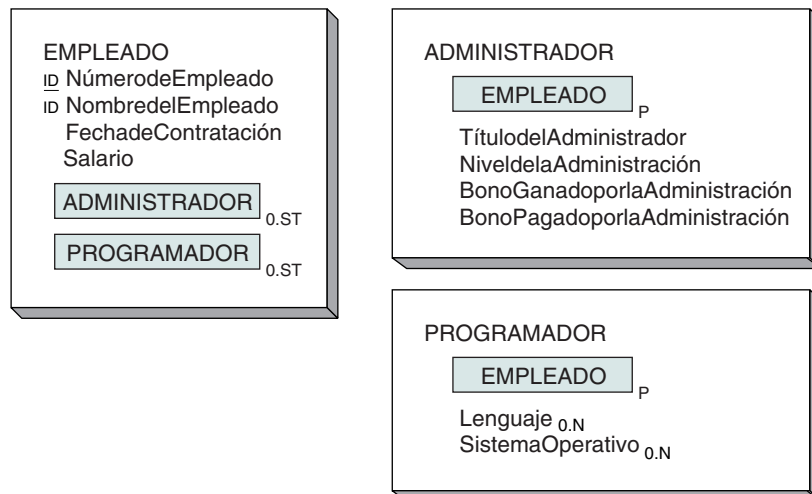 EMPLEADO
ID NúmerodeEmpleado
ID NombredelEmpleado
FechadeContratación
Salario
ADMINISTRADOR 0.ST
PROGRAMADOR 0.ST
ADMINISTRADOR
EMPLEADO P
TítulodelAdministrador
NiveldelaAdministración
BonoGanadoporlaAdministración
BonoPagadoporlaAdministración
PROGRAMADOR
EMPLEADO P
Lenguaje 0.N
SistemaOperativo 0.N